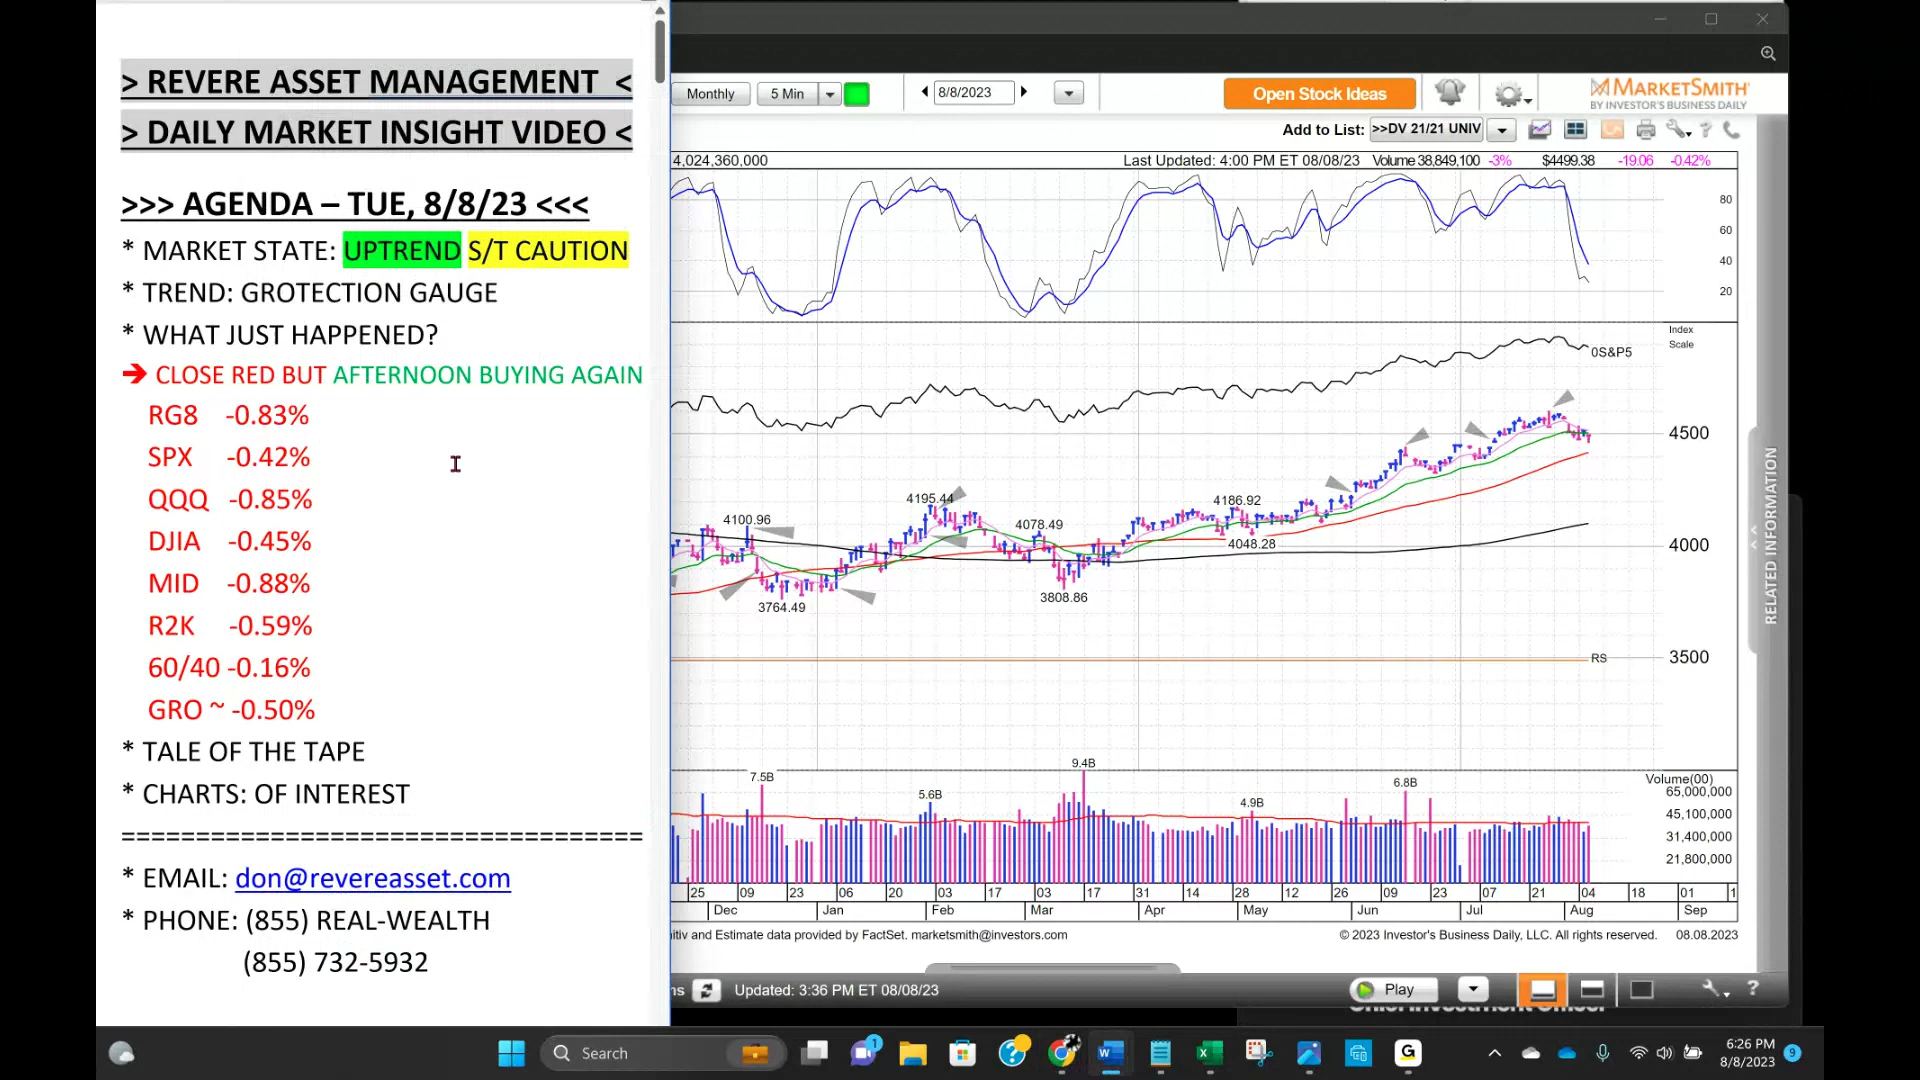 > REVERE ASSET MANAGEMENT <
> DAILY MARKET INSIGHT VIDEO <
>>> AGENDA – TUE, 8/8/23 <<<
* MARKET STATE: UPTREND S/T CAUTION
* TREND: GROTECTION GAUGE
* WHAT JUST HAPPENED?
➔ CLOSE RED BUT AFTERNOON BUYING AGAIN
RG8 -0.83%
SPX -0.42%
QQQ -0.85%
DJIA -0.45%
MID -0.88%
R2K -0.59%
60/40 -0.16%
GRO ~ -0.50%
* TALE OF THE TAPE
* CHARTS: OF INTEREST
===================================
* EMAIL: don@revereasset.com
* PHONE: (855) REAL-WEALTH
(855) 732-5932
Monthly 5 Min 8/8/2023 Open Stock Ideas MARKETSMITH
BY INVESTOR'S BUSINESS DAILY
Add to List: >>DV 21/21 UNIV
4,024,360,000 Last Updated: 4:00 PM ET 08/08/23 Volume 38,849,100 -3% $4499.38 -19.06 -0.42%
80
60
40
20
Index
Scale
0S&P5
4500
4195.44 4186.92
4100.96 4078.49
4048.28 4000
3808.86
3764.49
RS 3500
9.4B
7.5B 6.8B Volume(00)
5.6B 4.9B 65,000,000
45,100,000
31,400,000
21,800,000
25 09 23 06 20 03 17 03 17 31 14 28 12 26 09 23 07 21 04 18 01 1
Dec Jan Feb Mar Apr May Jun Jul Aug Sep
itiv and Estimate data provided by FactSet. marketsmith@investors.com © 2023 Investor's Business Daily, LLC. All rights reserved. 08.08.2023
RELATED INFORMATION
ns Updated: 3:36 PM ET 08/08/23 Play ?
Chief Investment Officer
Search 1 6:26 PM
8/8/2023 9